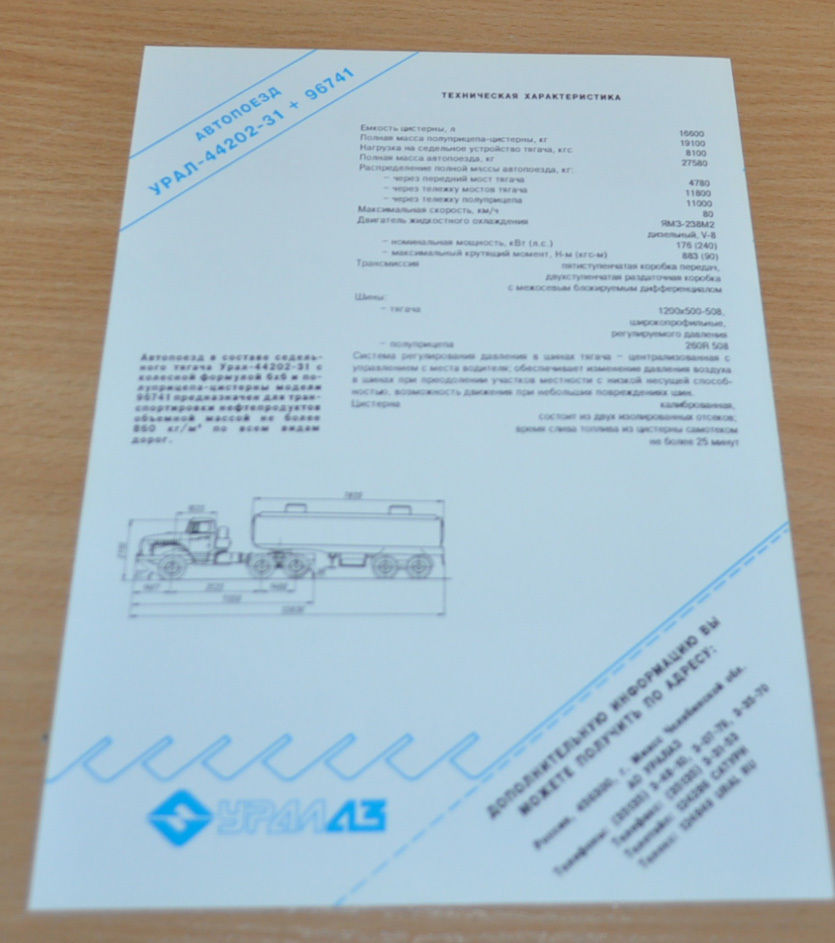 АВТОПОЕЗД
УРАЛ-44202-31 + 96741
ТЕХНИЧЕСКАЯ ХАРАКТЕРИСТИКА
Емкость цистерны, л 16600
Полная масса полуприцепа-цистерны, кг 19100
Нагрузка на седельное устройство тягача, кгс 8100
Полная масса автопоезда, кг 27580
Распределение полной массы автопоезда, кг:
– через передний мост тягача 4780
– через тележку мостов тягача 11800
– через тележку полуприцепа 11000
Максимальная скорость, км/ч 80
Двигатель жидкостного охлаждения ЯМЗ-238М2
дизельный, V-8
– номинальная мощность, кВт (л.с.) 176 (240)
– максимальный крутящий момент, Н·м (кгс·м) 883 (90)
Трансмиссия пятиступенчатая коробка передач,
двухступенчатая раздаточная коробка
с межосевым блокируемым дифференциалом
Шины:
– тягача 1200х500-508,
широкопрофильные,
регулируемого давления
– полуприцепа 260R 508
Система регулирования давления в шинах тягача – централизованная с
управлением с места водителя; обеспечивает изменение давления воздуха
в шинах при преодолении участков местности с низкой несущей способ-
ностью, возможность движения при небольших повреждениях шин.
Цистерна калиброванная,
состоит из двух изолированных отсеков;
время слива топлива из цистерны самотеком
не более 25 минут
Автопоезд в составе седель-
ного тягача Урал-44202-31 с
колесной формулой 6х6 и по-
луприцепа-цистерны модели
96741 предназначен для тран-
спортировки нефтепродуктов
объемной массой не более
860 кг/м³ по всем видам
дорог.
УРАЛАЗ
ДОПОЛНИТЕЛЬНУЮ ИНФОРМАЦИЮ ВЫ
МОЖЕТЕ ПОЛУЧИТЬ ПО АДРЕСУ:
Россия, г. Миасс Челябинской обл.
АО УРАЛАЗ
Телефоны: (35135)
Телефакс: (35135)
Телетайп: САТУРН
Телекс: URAL RU